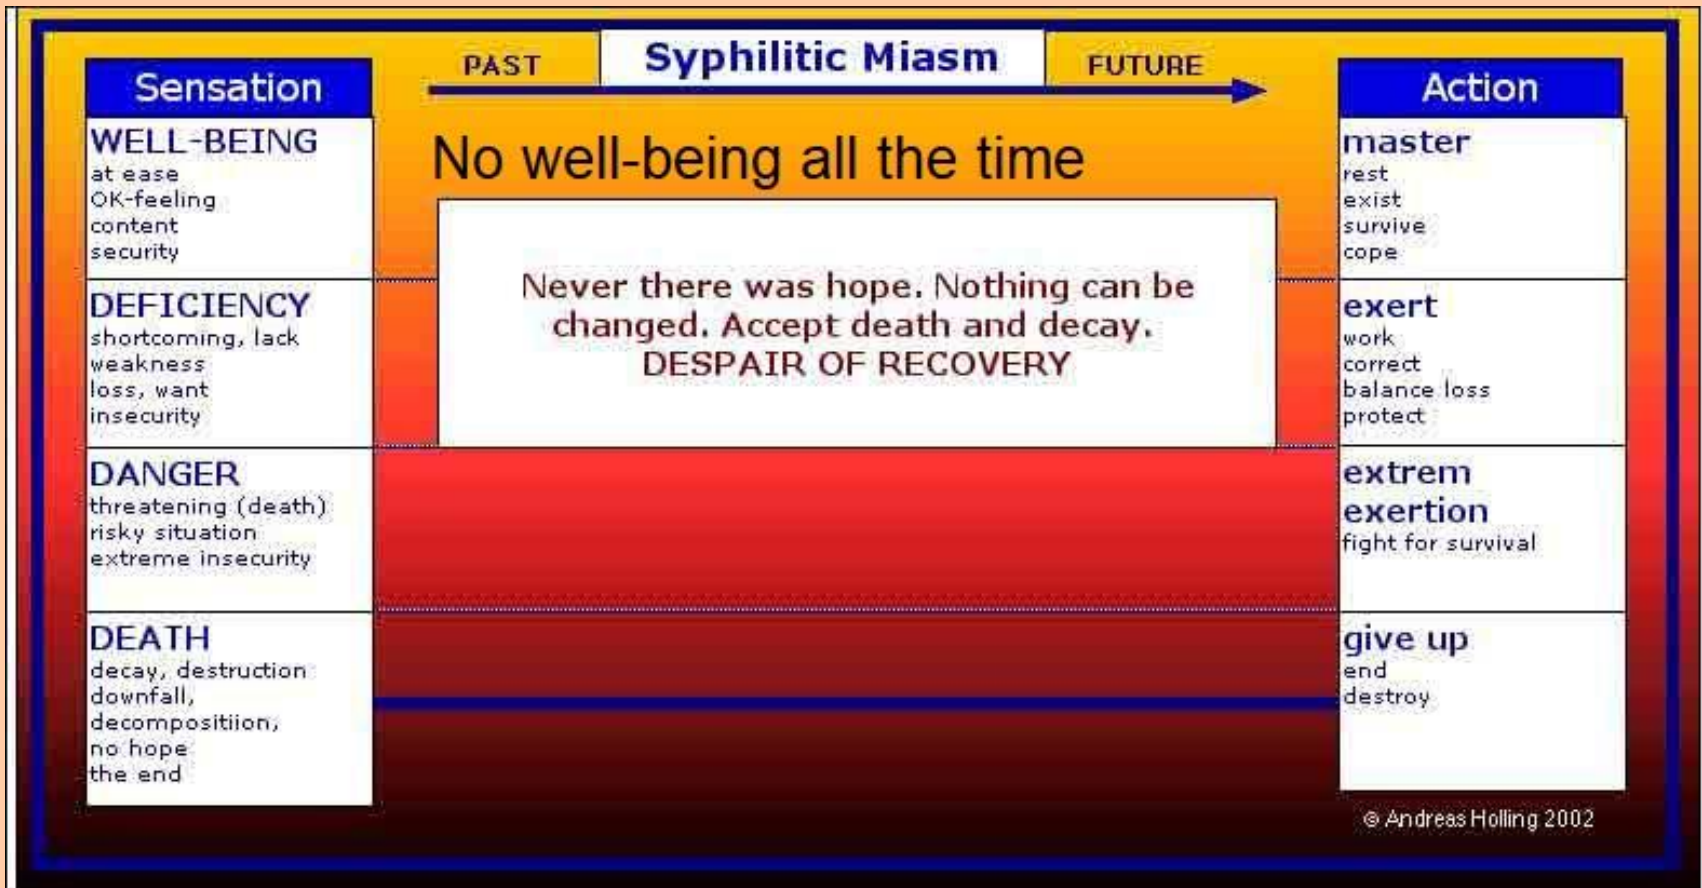 Syphilitic Miasm
PAST
FUTURE
Sensation
Action
No well-being all the time
Never there was hope. Nothing can be
changed. Accept death and decay.
DESPAIR OF RECOVERY
WELL-BEING
at ease
OK-feeling
content
security
DEFICIENCY
shortcoming, lack
weakness
loss, want
insecurity
DANGER
threatening (death)
risky situation
extreme insecurity
DEATH
decay, destruction
downfall,
decompositiion,
no hope
the end
master
rest
exist
survive
cope
exert
work
correct
balance loss
protect
extrem
exertion
fight for survival
give up
end
destroy
© Andreas Holling 2002